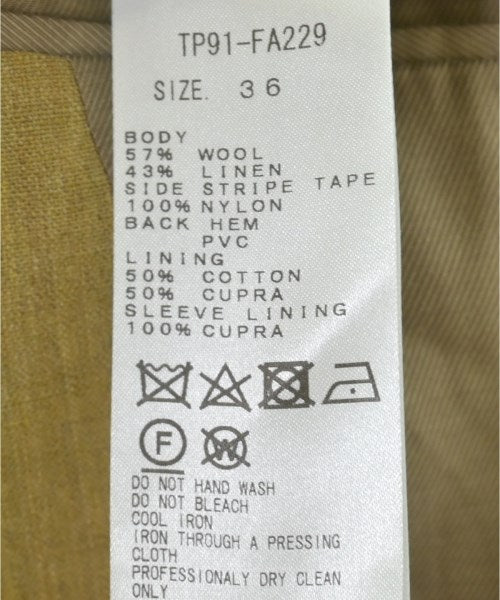 TP91-FA229
SIZE. 36
BODY
57% WOOL
43% LINEN
SIDE STRIPE TAPE
100% NYLON
BACK HEM
PVC
LINING
50% COTTON
50% CUPRA
SLEEVE LINING
100% CUPRA
F W
DO NOT HAND WASH
DO NOT BLEACH
COOL IRON
IRON THROUGH A PRESSING
CLOTH
PROFESSIONALY DRY CLEAN
ONLY